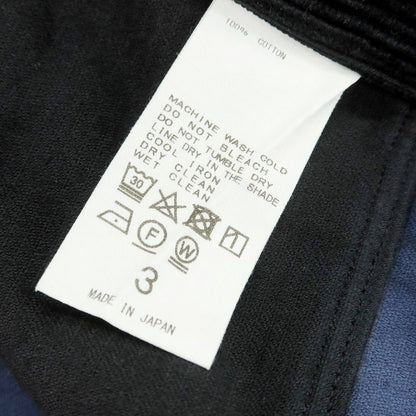 100% COTTON
MACHINE WASH COLD
DO NOT BLEACH
DO NOT TUMBLE DRY
LINE DRY IN THE SHADE
COOL IRON
DRY CLEAN
WET CLEAN
30
F W
3
MADE IN JAPAN